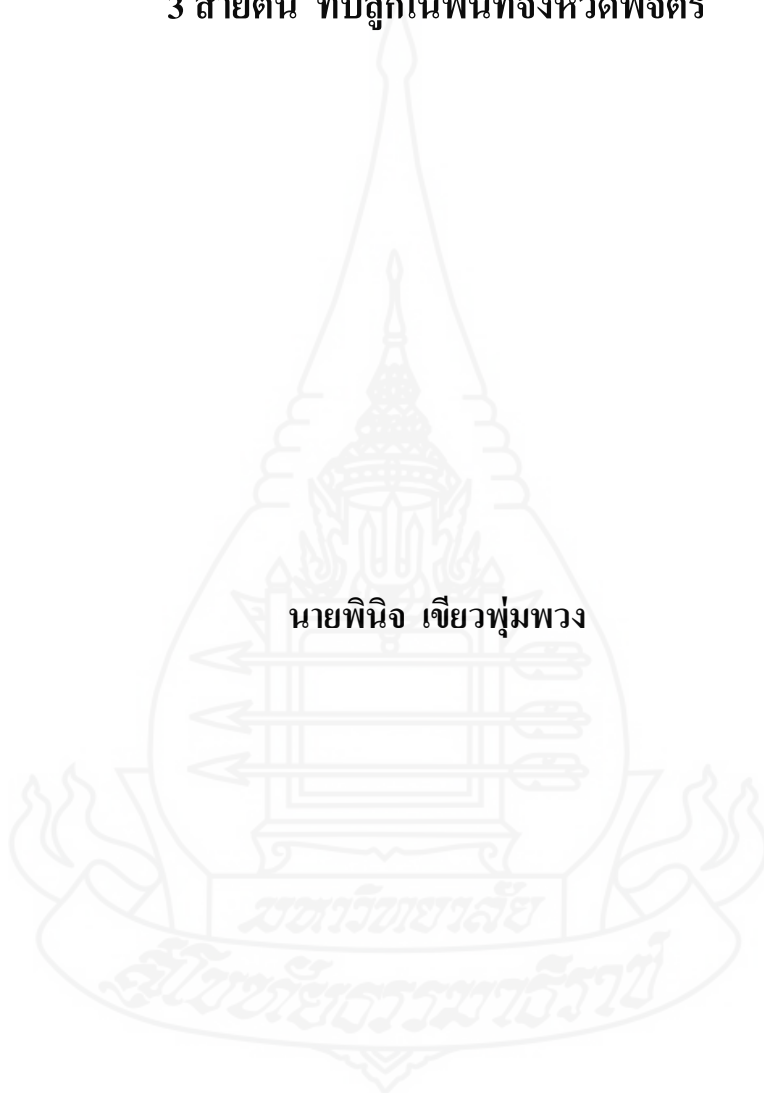 3 สายต้น ที่ปลูกในพื้นที่จังหวัดพิจิตร
นายพินิจ เขียวพุ่มพวง
มหาวิทยาลัย
สุโขทัยธรรมาธิราช